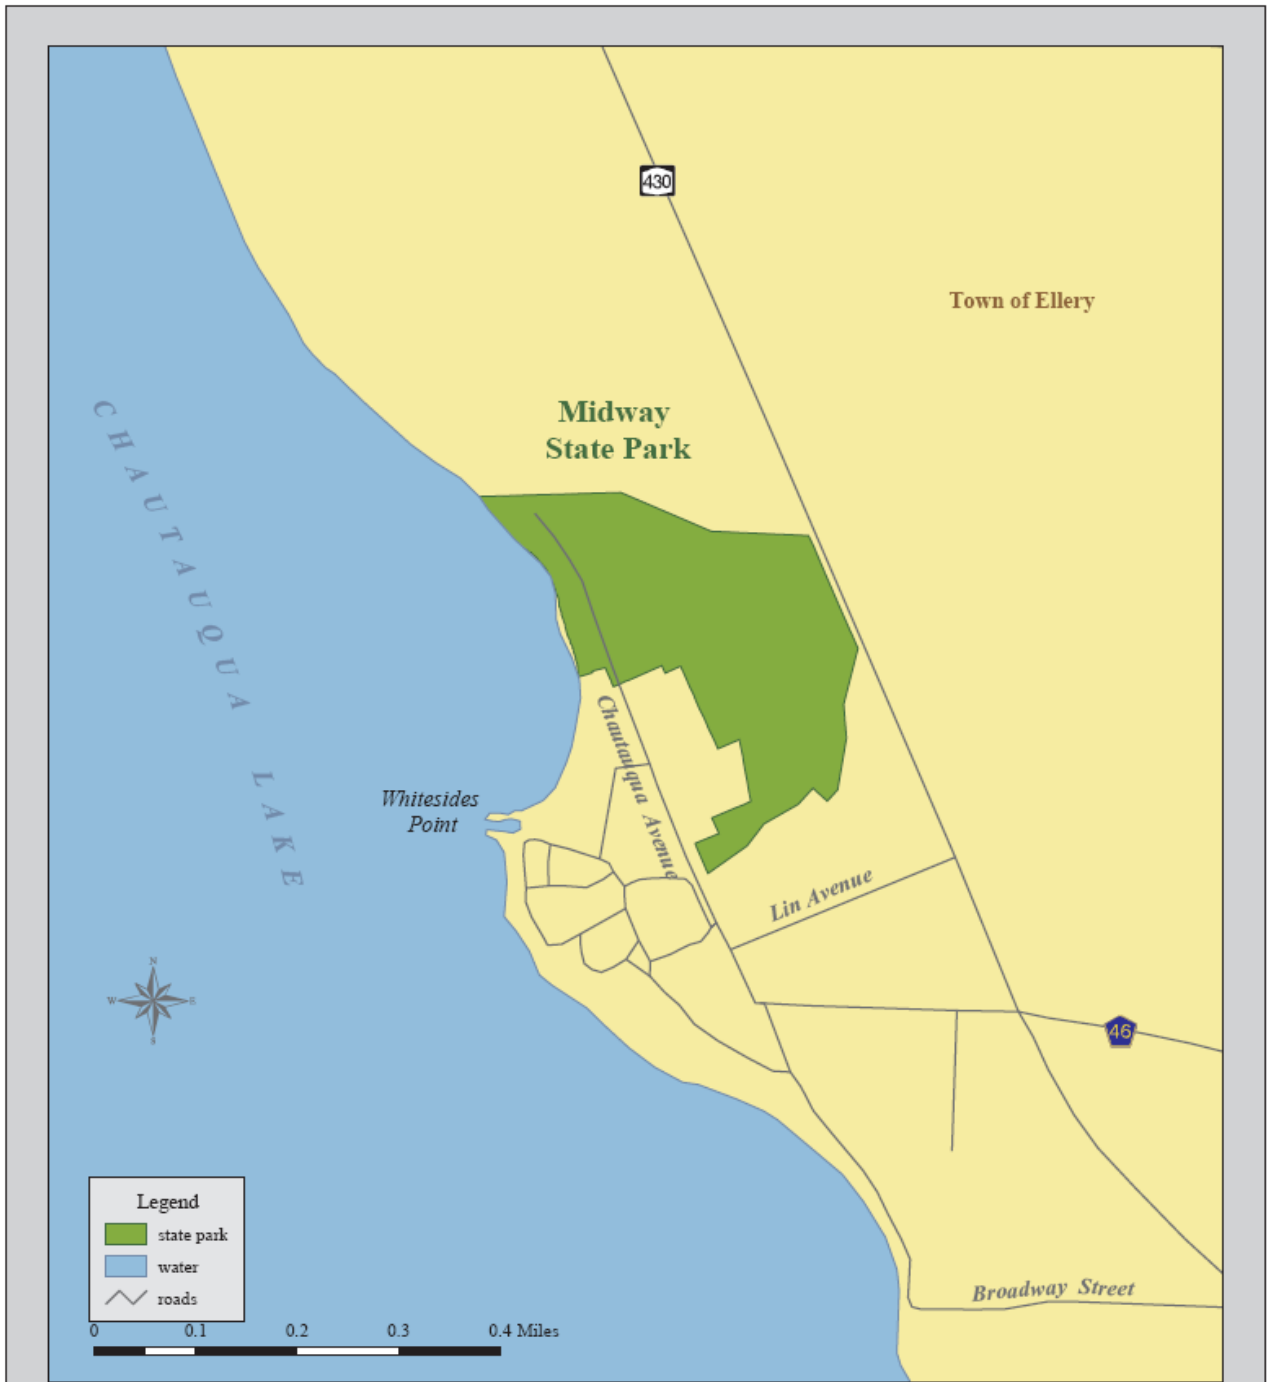 430
Town of Ellery
Midway
State Park
CHAUTAUQUA LAKE
Chautauqua Avenue
Whitesides
Point
Lin Avenue
N
W E
S
46
Broadway Street
Legend
state park
water
roads
0 0.1 0.2 0.3 0.4 Miles